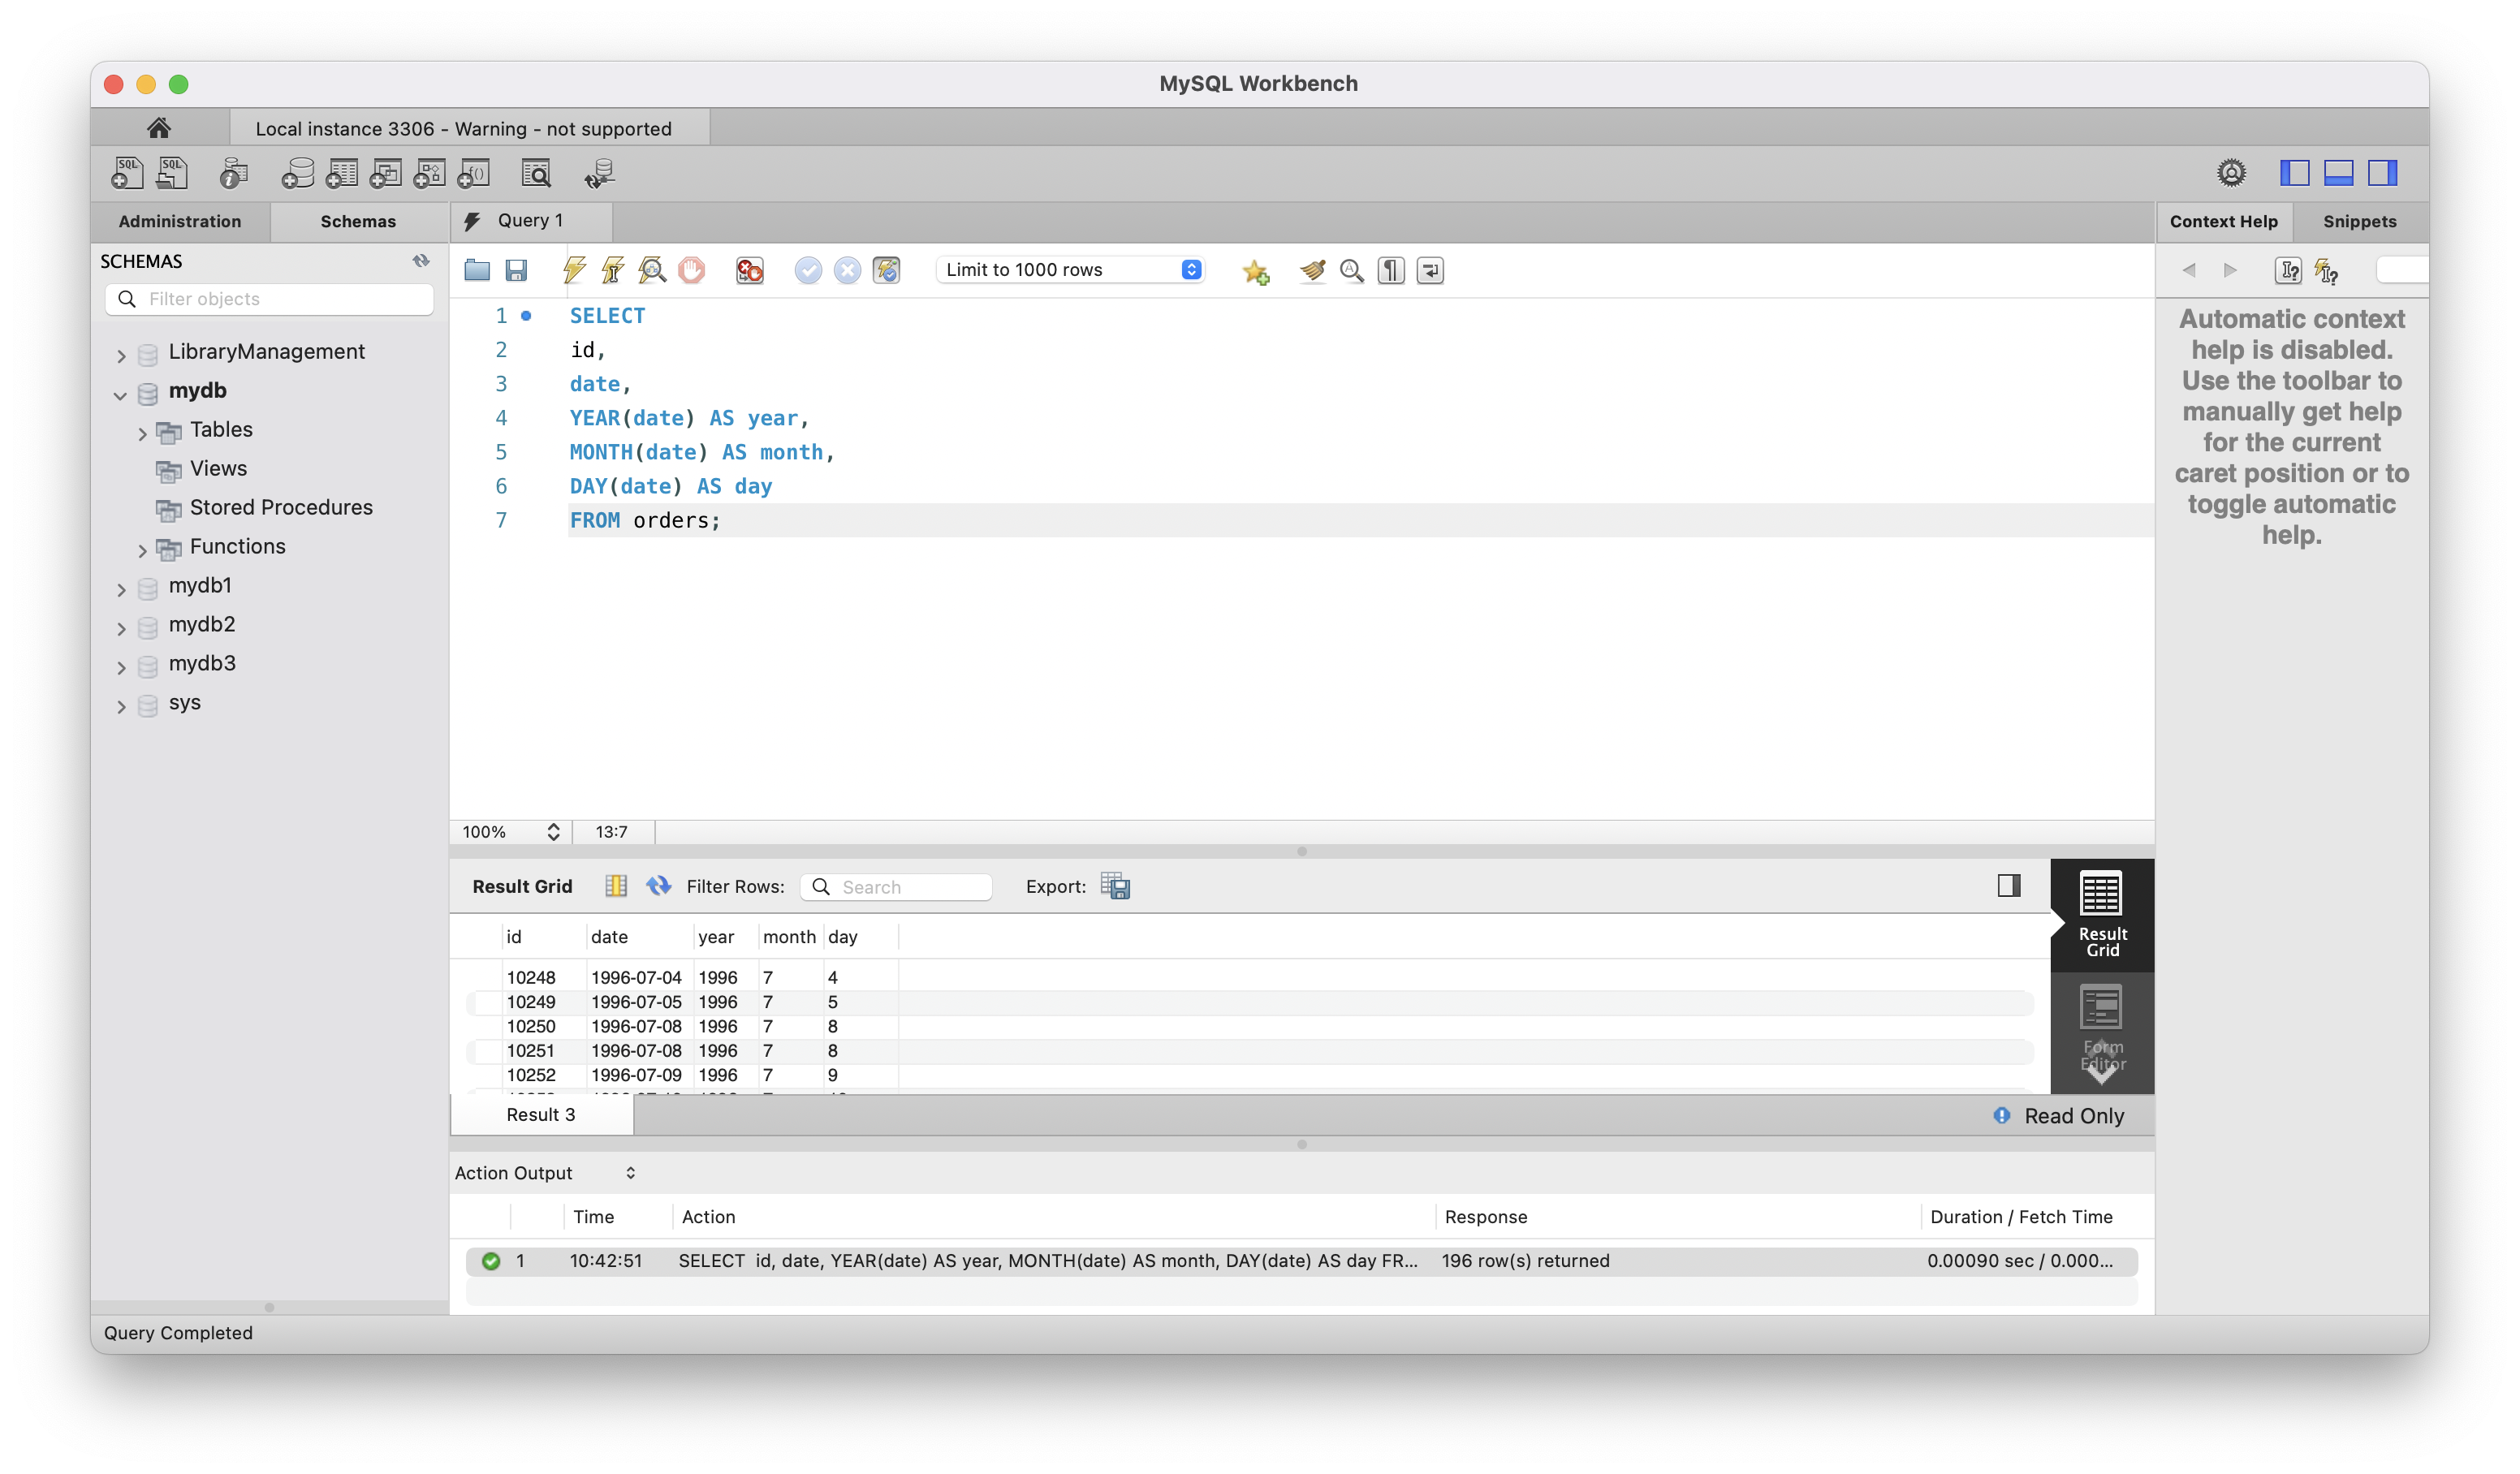 MySQL Workbench
Local instance 3306 - Warning - not supported
SQL SQL
Administration Schemas Query 1 Context Help Snippets
SCHEMAS
Filter objects
LibraryManagement
mydb
Tables
Views
Stored Procedures
Functions
mydb1
mydb2
mydb3
sys
Limit to 1000 rows
1 SELECT
2 id,
3 date,
4 YEAR(date) AS year,
5 MONTH(date) AS month,
6 DAY(date) AS day
7 FROM orders;
Automatic context
help is disabled.
Use the toolbar to
manually get help
for the current
caret position or to
toggle automatic
help.
100% 13:7
Result Grid Filter Rows: Search Export:
id date year month day
10248 1996-07-04 1996 7 4
10249 1996-07-05 1996 7 5
10250 1996-07-08 1996 7 8
10251 1996-07-08 1996 7 8
10252 1996-07-09 1996 7 9
Result
Grid
Form
Editor
Result 3 Read Only
Action Output
Time Action Response Duration / Fetch Time
1 10:42:51 SELECT id, date, YEAR(date) AS year, MONTH(date) AS month, DAY(date) AS day FR... 196 row(s) returned 0.00090 sec / 0.000...
Query Completed